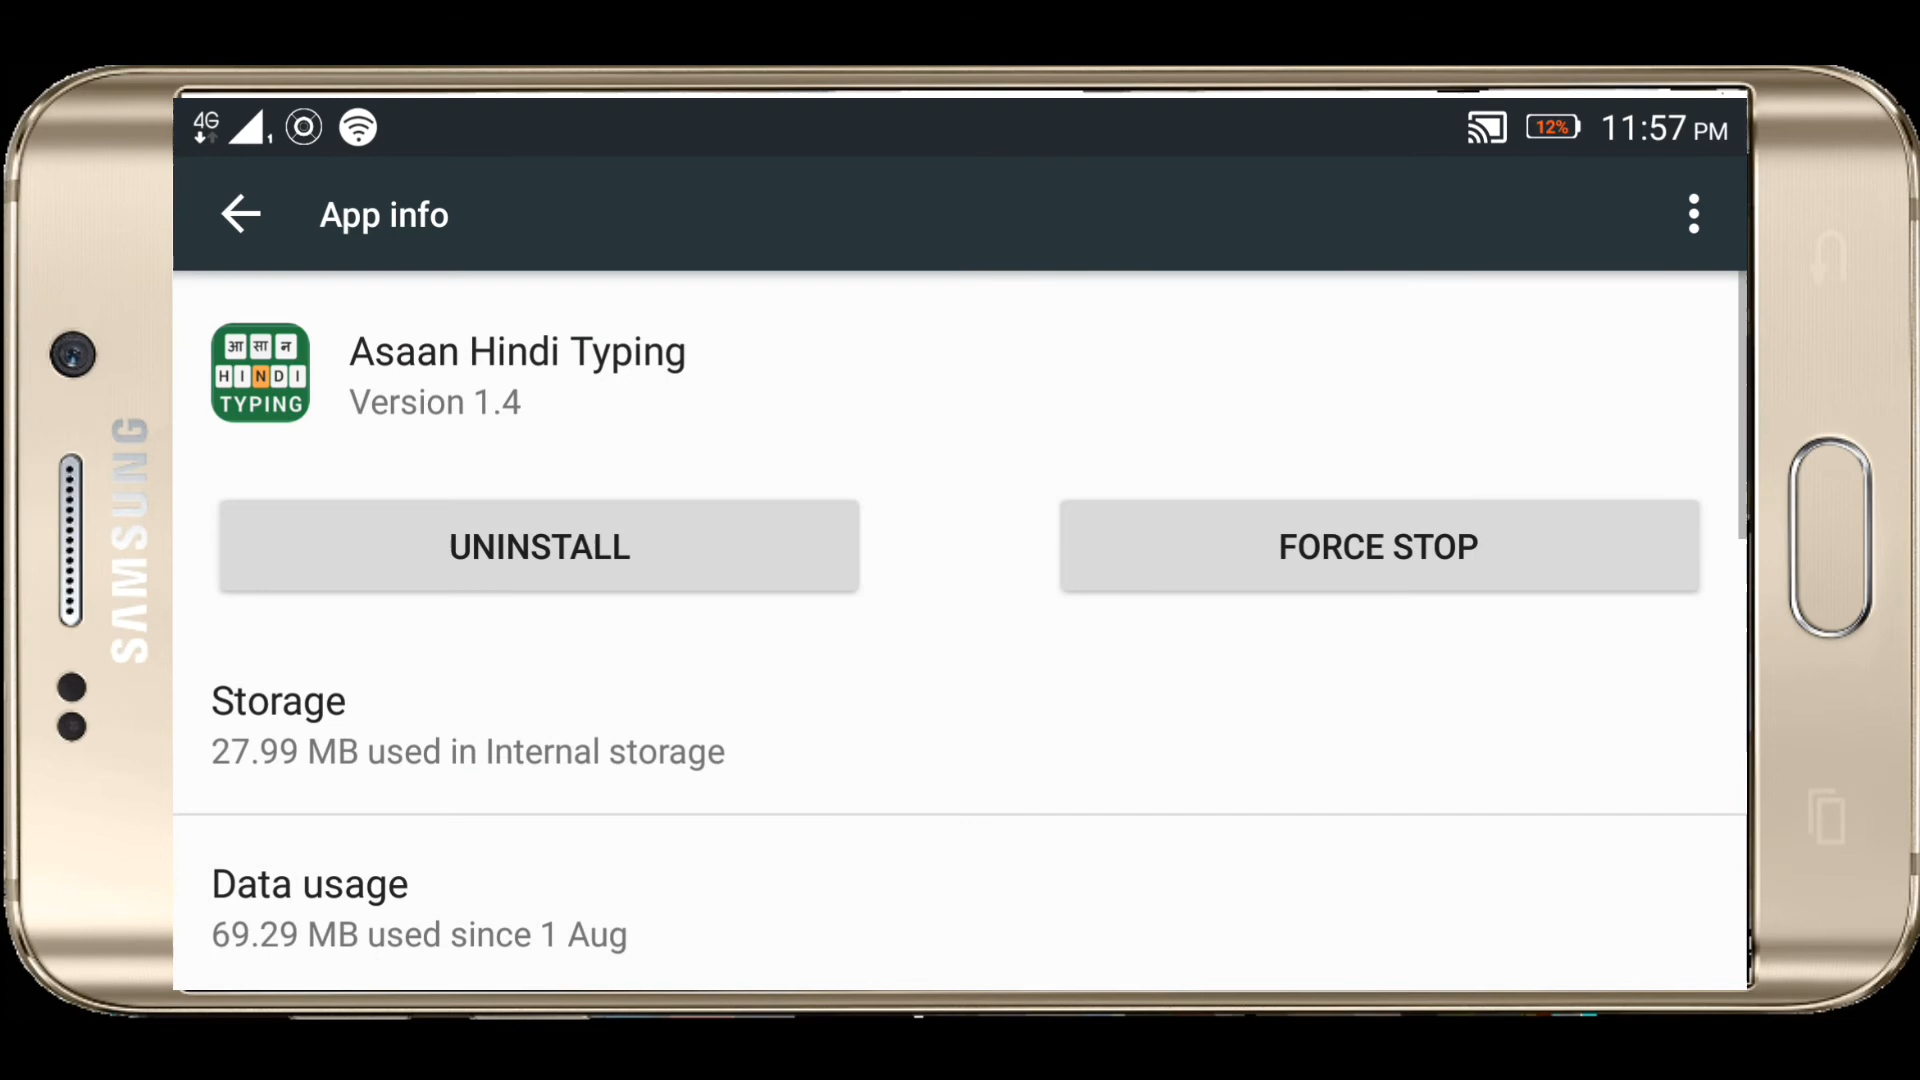 4G 1 12% 11:57 PM
App info
आ सा न
HINDI
TYPING
Asaan Hindi Typing
Version 1.4
UNINSTALL
FORCE STOP
Storage
27.99 MB used in Internal storage
Data usage
69.29 MB used since 1 Aug
SAMSUNG